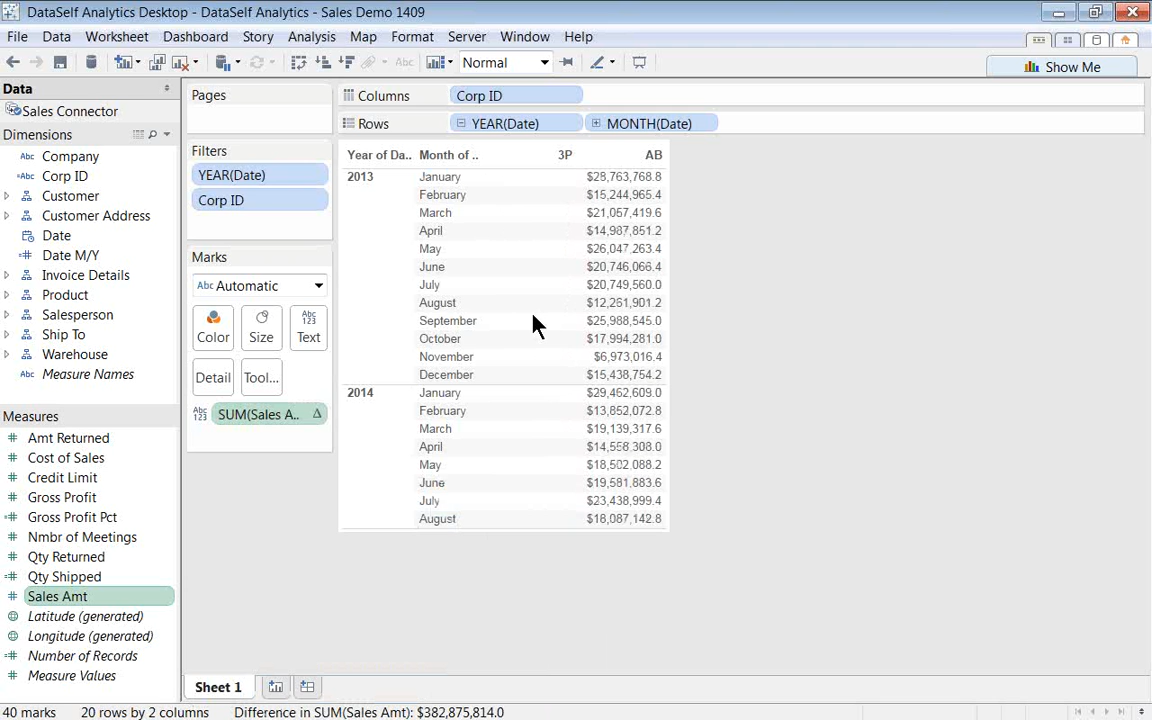 DataSelf Analytics Desktop - DataSelf Analytics - Sales Demo 1409
File Data Worksheet Dashboard Story Analysis Map Format Server Window Help
Abc Normal
Show Me
Data
Sales Connector
Dimensions
Abc Company
Abc Corp ID
Customer
Customer Address
Date
Date M/Y
Invoice Details
Product
Salesperson
Ship To
Warehouse
Abc Measure Names
Measures
Amt Returned
Cost of Sales
Credit Limit
Gross Profit
Gross Profit Pct
Nmbr of Meetings
Qty Returned
Qty Shipped
Sales Amt
Latitude (generated)
Longitude (generated)
Number of Records
Measure Values
Pages
Filters
YEAR(Date)
Corp ID
Marks
Abc Automatic
Color Size Abc 123 Text
Detail Tool...
Abc 123 SUM(Sales A.. Δ
Columns Corp ID
Rows YEAR(Date) MONTH(Date)
Year of Da.. Month of .. 3P AB
2013 January $28,763,768.8
February $15,244,965.4
March $21,057,419.6
April $14,987,851.2
May $26,047,263.4
June $20,746,066.4
July $20,749,560.0
August $12,261,901.2
September $25,988,545.0
October $17,994,281.0
November $6,973,016.4
December $15,438,754.2
2014 January $29,462,609.0
February $13,852,072.8
March $19,139,317.6
April $14,558,308.0
May $18,502,088.2
June $19,581,883.6
July $23,438,999.4
August $18,087,142.8
Sheet 1
40 marks 20 rows by 2 columns Difference in SUM(Sales Amt): $382,875,814.0